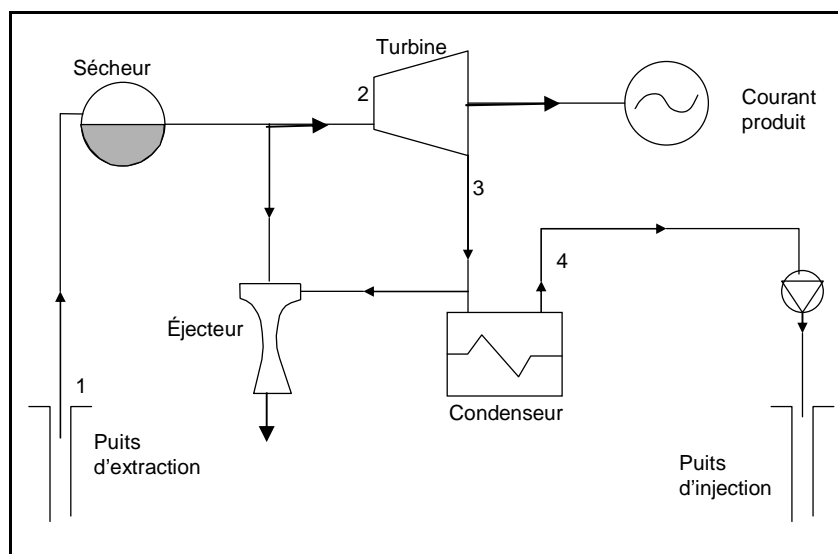 Turbine
Sécheur
2
Courant
produit
3
4
Éjecteur
1
Condenseur
Puits
d'extraction
Puits
d'injection